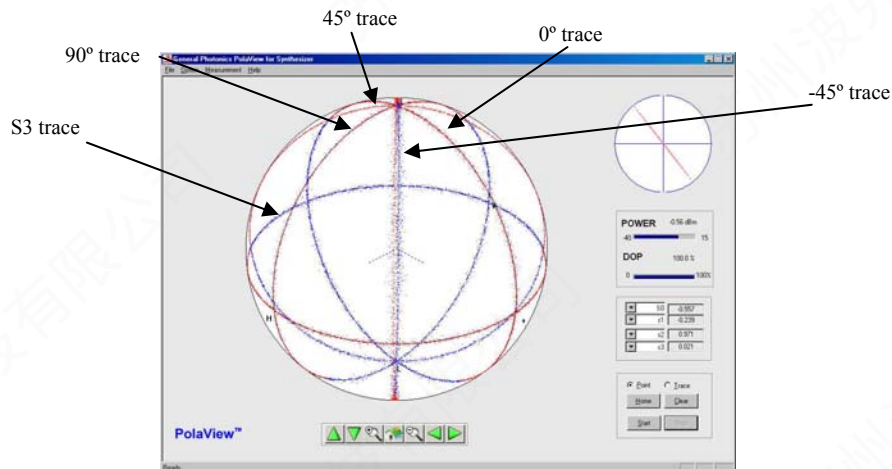 45º trace
0º trace
90º trace
-45º trace
S3 trace
General Photonics PolaView for Synthesizer
File
Measurement Help
H
L
POWER -0.56 dBm
-40 15
DOP 100.0 %
0 100%
S0 -0.557
s1 -0.239
s2 0.971
s3 0.021
Point Trace
Home Clear
Start
PolaView™
Ready